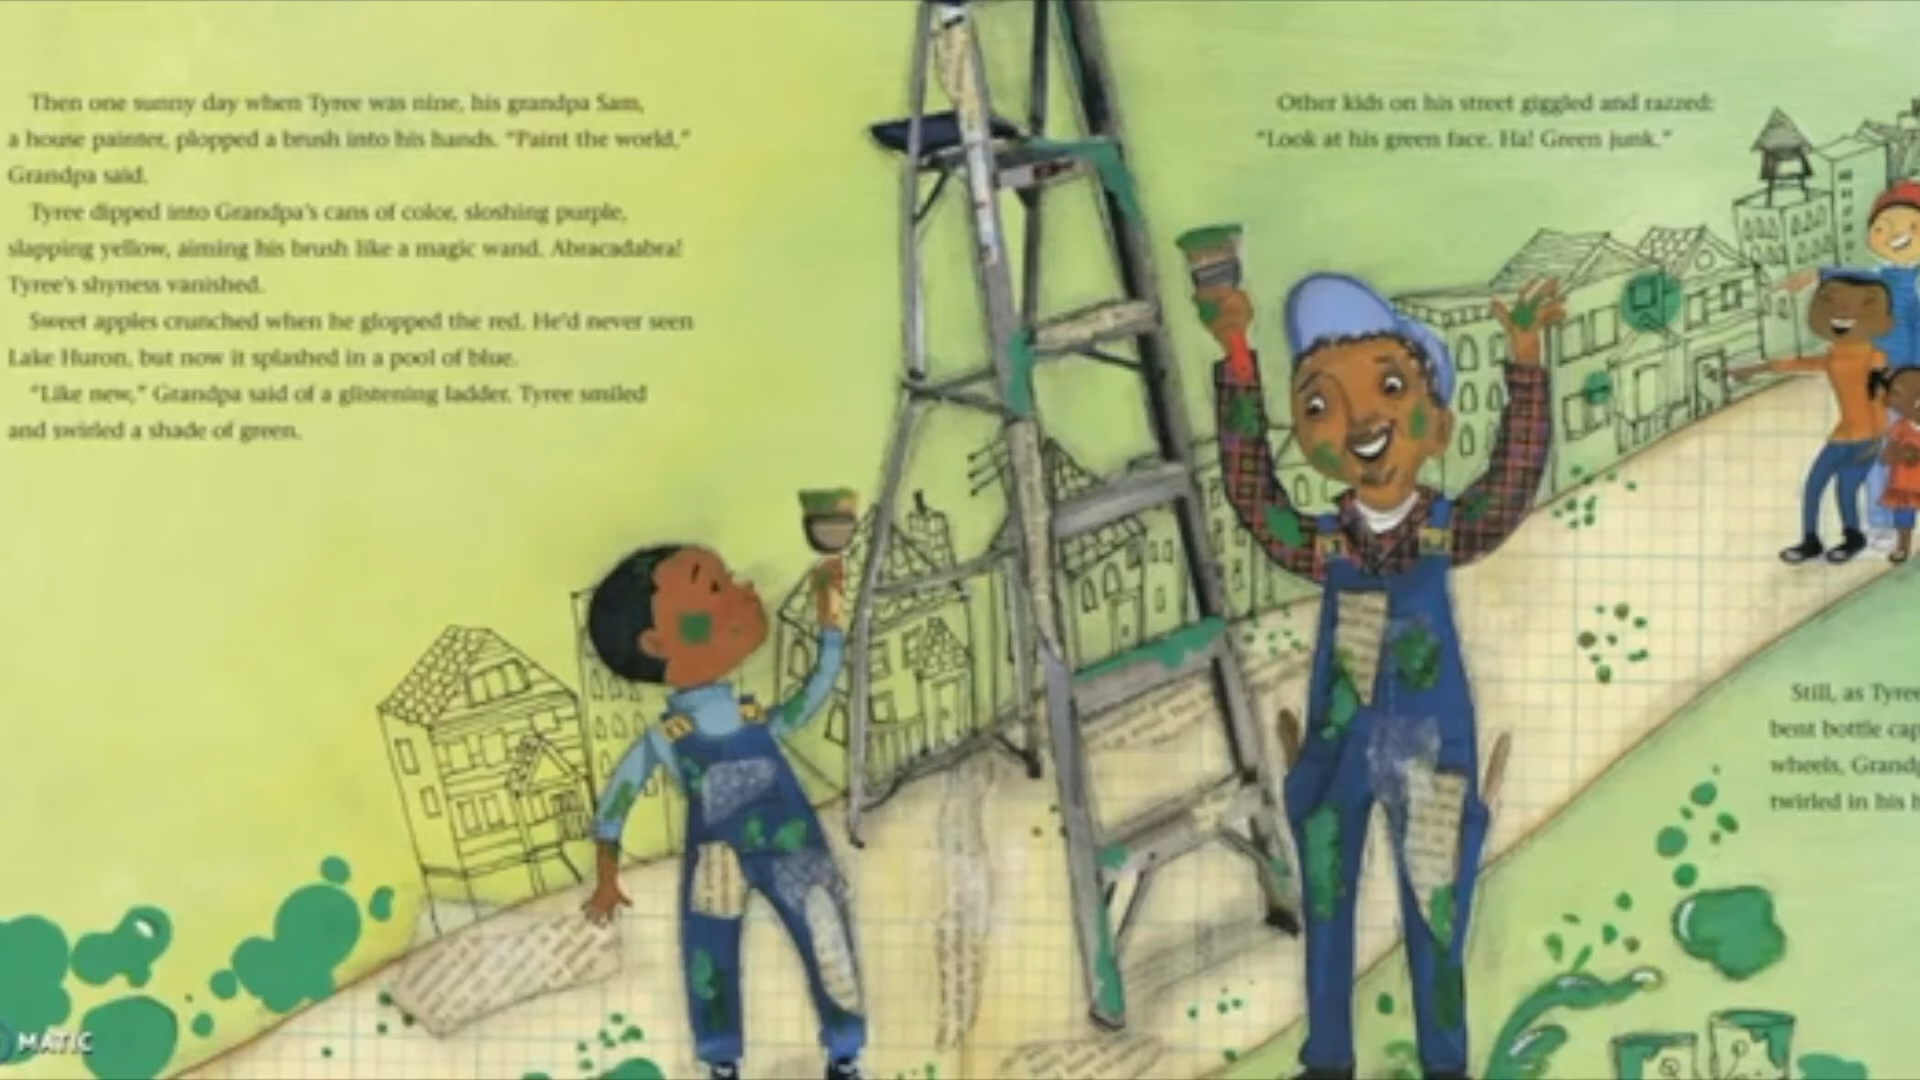 Then one sunny day when Tyree was nine, his grandpa Sam,
a house painter, plopped a brush into his hands. "Paint the world,"
Grandpa said.
Tyree dipped into Grandpa's cans of color, sloshing purple,
slapping yellow, aiming his brush like a magic wand. Abracadabra!
Tyree's shyness vanished.
Sweet apples crunched when he glopped the red. He'd never seen
Lake Huron, but now it splashed in a pool of blue.
"Like new," Grandpa said of a glistening ladder. Tyree smiled
and swirled a shade of green.
Other kids on his street giggled and razzed:
"Look at his green face. Ha! Green junk."
Still, as Tyree
bent bottle cap
wheels, Grand
twirled in his
MATIC